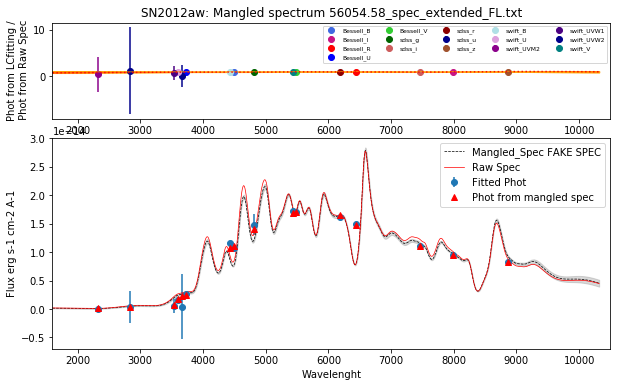 SN2012aw: Mangled spectrum 56054.58_spec_extended_FL.txt
Phot from LCfitting /
Phot from Raw Spec
10
0
Bessell_B
Bessell_I
Bessell_R
Bessell_U
Bessell_V
sdss_g
sdss_i
sdss_r
sdss_u
sdss_z
swift_B
swift_U
swift_UVM2
swift_UVW1
swift_UVW2
swift_V
2000 3000 4000 5000 6000 7000 8000 9000 10000
1e−14
Flux erg s-1 cm-2 A-1
3.0
2.5
2.0
1.5
1.0
0.5
0.0
−0.5
Mangled_Spec FAKE SPEC
Raw Spec
Fitted Phot
Phot from mangled spec
2000 3000 4000 5000 6000 7000 8000 9000 10000
Wavelenght